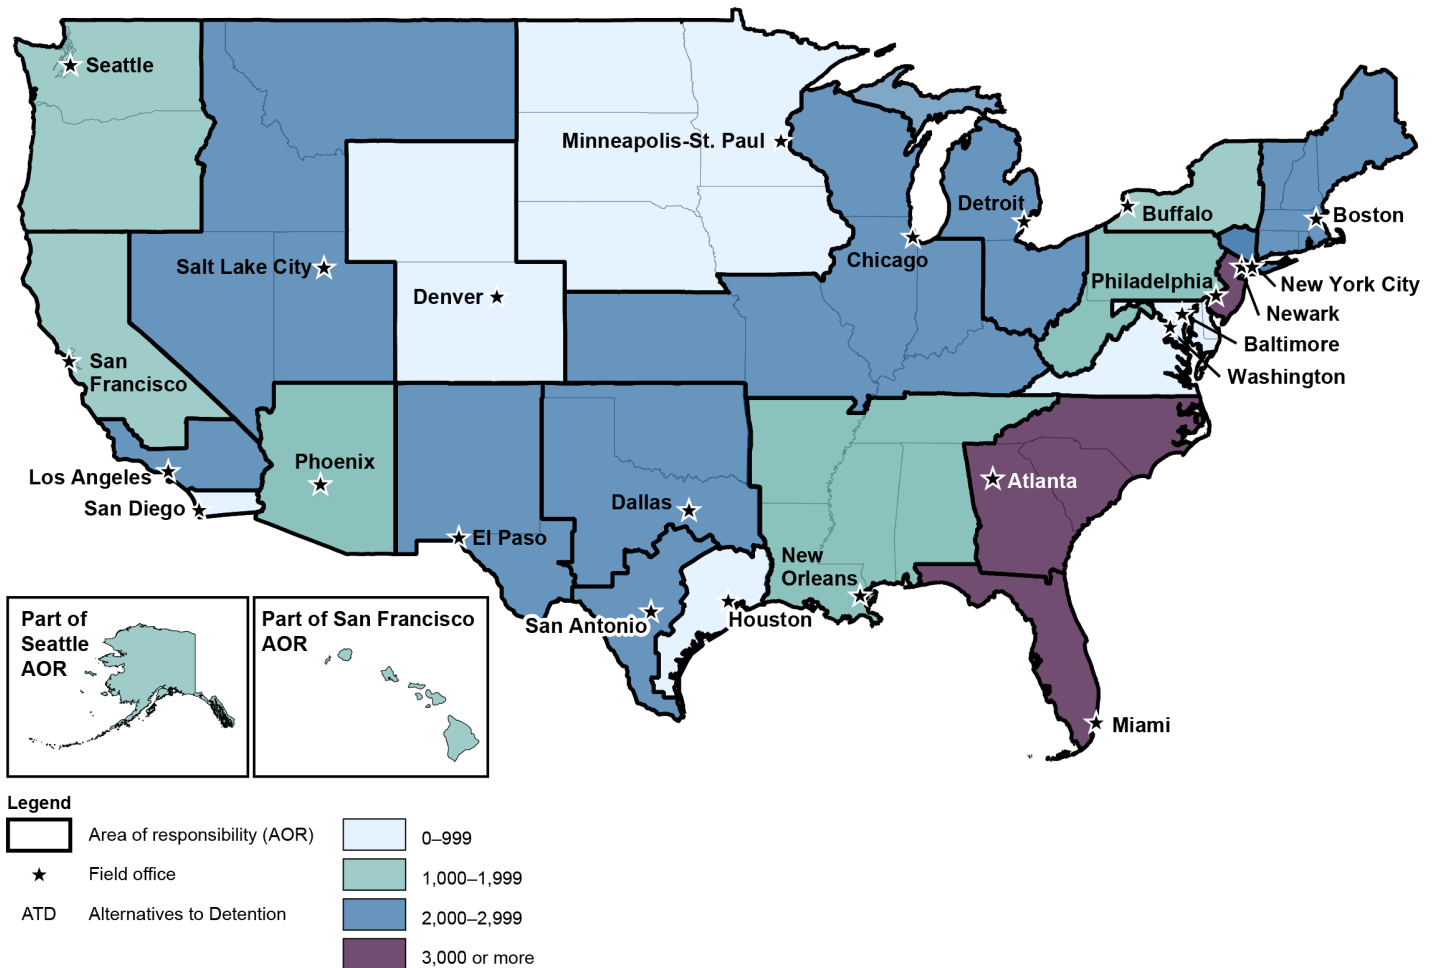 Seattle
Minneapolis-St. Paul
Detroit
Buffalo
Boston
Salt Lake City
Chicago
Denver
Philadelphia
New York City
Newark
Baltimore
Washington
San
Francisco
Phoenix
Los Angeles
San Diego
Atlanta
Dallas
El Paso
New
Orleans
San Antonio
Houston
Miami
Part of
Seattle
AOR
Part of San Francisco
AOR
Legend
Area of responsibility (AOR)
Field office
ATD Alternatives to Detention
0–999
1,000–1,999
2,000–2,999
3,000 or more